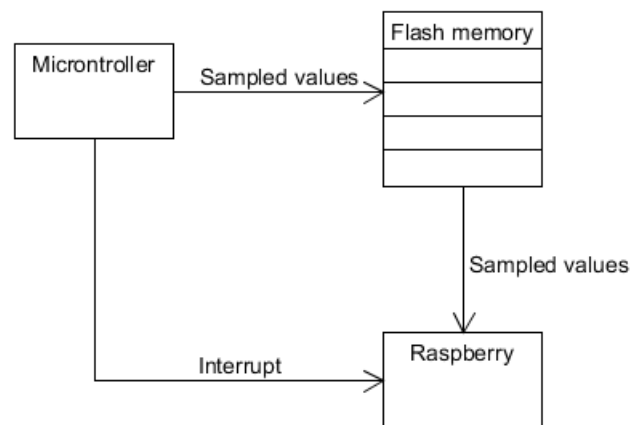 Flash memory
Microntroller
Sampled values
Sampled values
Raspberry
Interrupt